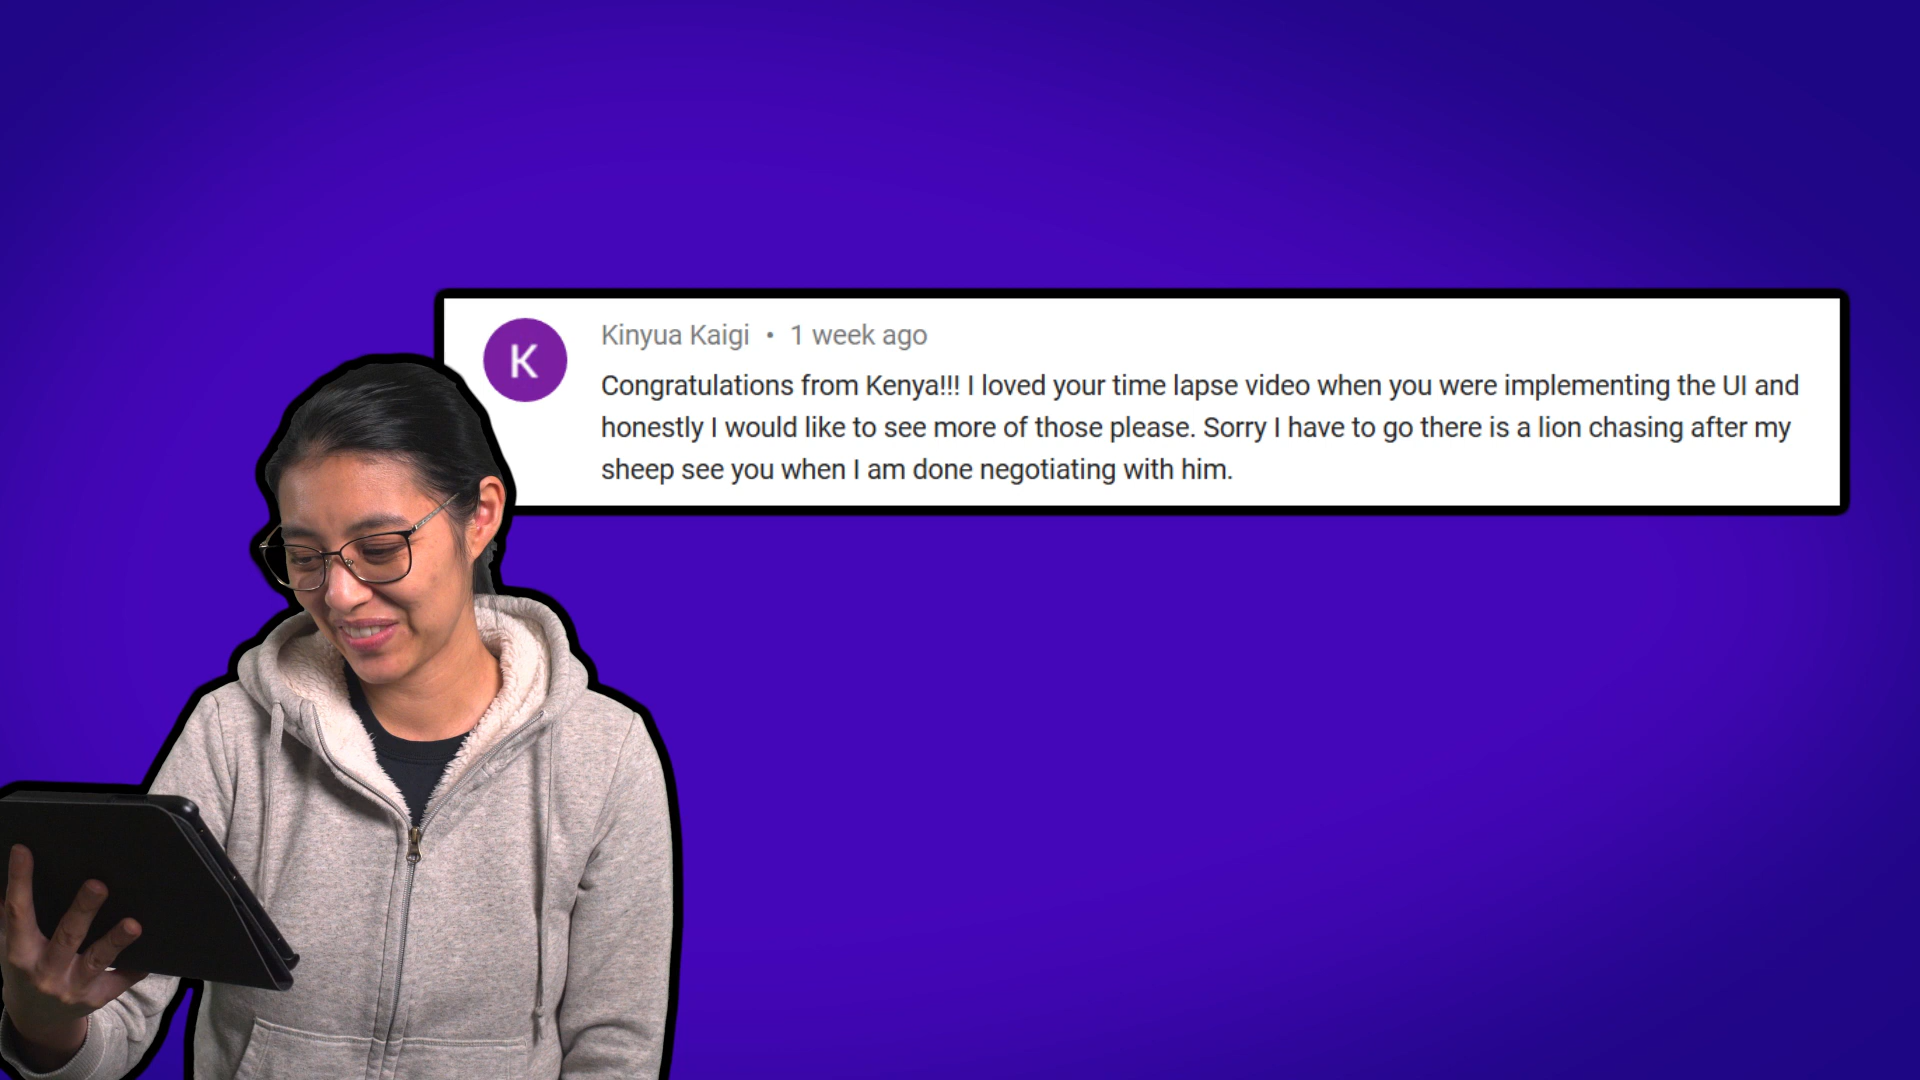 K
Kinyua Kaigi • 1 week ago
Congratulations from Kenya!!! I loved your time lapse video when you were implementing the UI and
honestly I would like to see more of those please. Sorry I have to go there is a lion chasing after my
sheep see you when I am done negotiating with him.